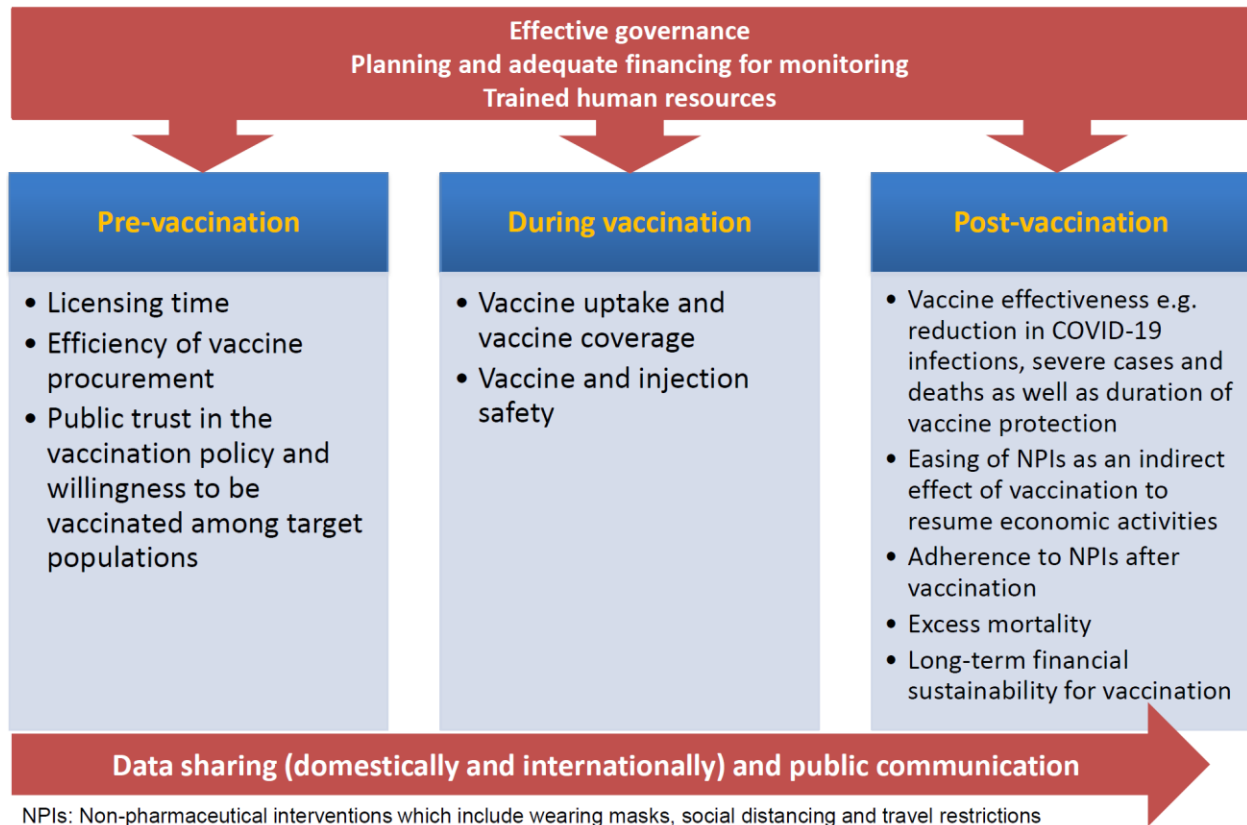 Effective governance
Planning and adequate financing for monitoring
Trained human resources
Pre-vaccination
• Licensing time
• Efficiency of vaccine
procurement
• Public trust in the
vaccination policy and
willingness to be
vaccinated among target
populations
During vaccination
• Vaccine uptake and
vaccine coverage
• Vaccine and injection
safety
Post-vaccination
• Vaccine effectiveness e.g.
reduction in COVID-19
infections, severe cases and
deaths as well as duration of
vaccine protection
• Easing of NPIs as an indirect
effect of vaccination to
resume economic activities
• Adherence to NPIs after
vaccination
• Excess mortality
• Long-term financial
sustainability for vaccination
Data sharing (domestically and internationally) and public communication
NPIs: Non-pharmaceutical interventions which include wearing masks, social distancing and travel restrictions